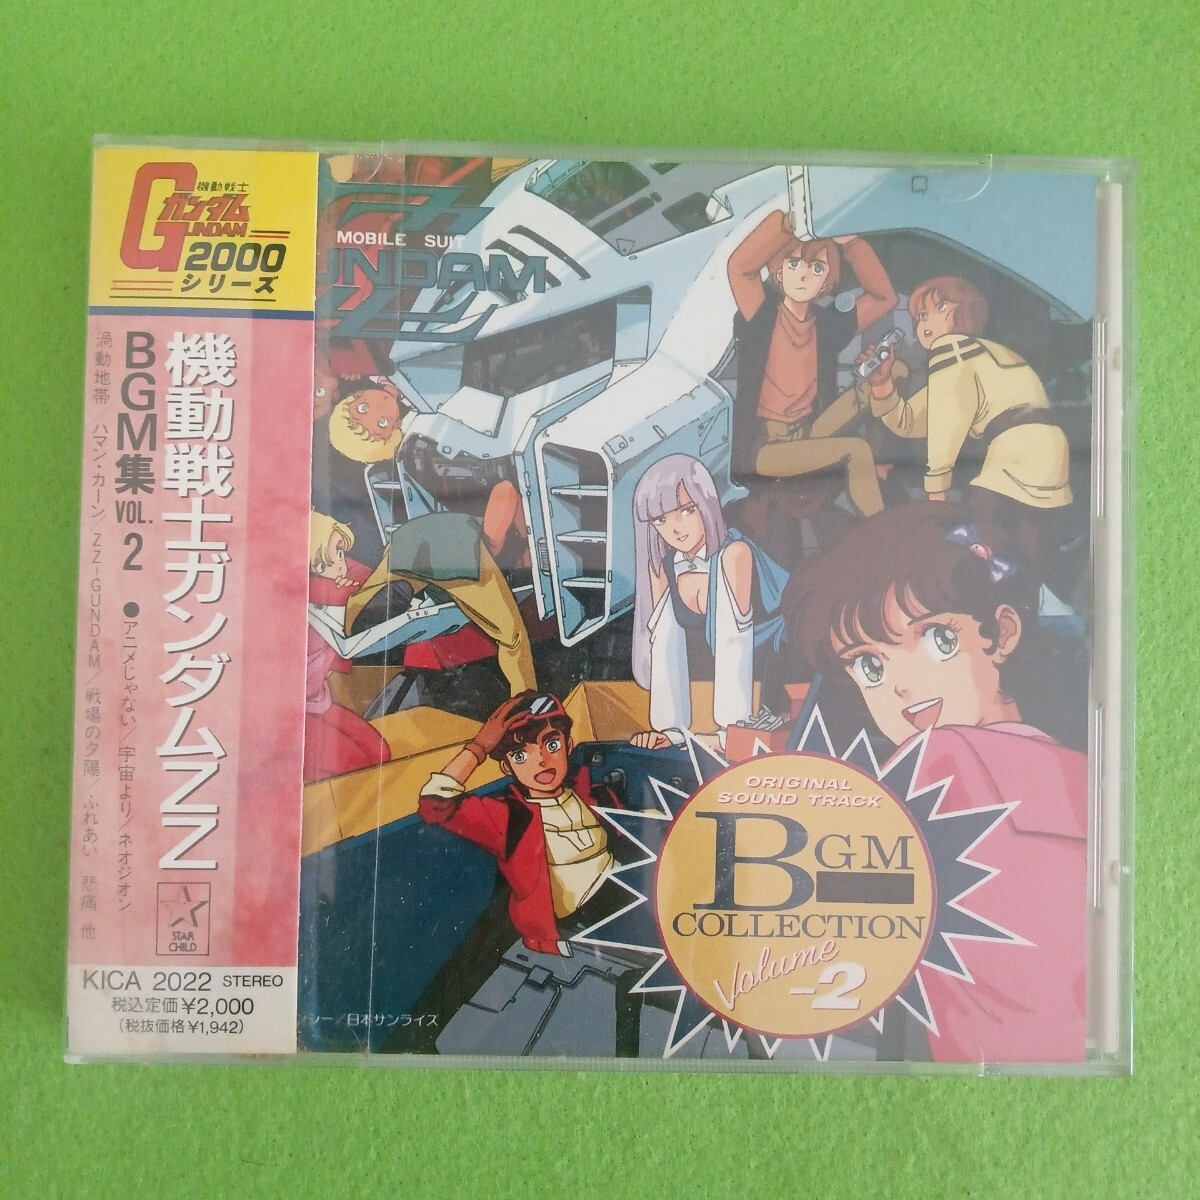 機動戦士
ガンダム
GUNDAM
2000
シリーズ
機動戦士ガンダムZZ
BGM集 VOL. 2
●アニメじゃない/宇宙より/ネオジオン
渦動地帯 ハマン・カーン/ZZ-GUNDAM/戦場の夕陽/ふれあい 悲痛 他
STAR
CHILD
KICA 2022 STEREO
税込定価¥2,000
(税抜価格¥1,942)
MOBILE SUIT
UNDAM
シー/日本サンライズ
ORIGINAL
SOUND TRACK
BGM
COLLECTION
Volume
-2